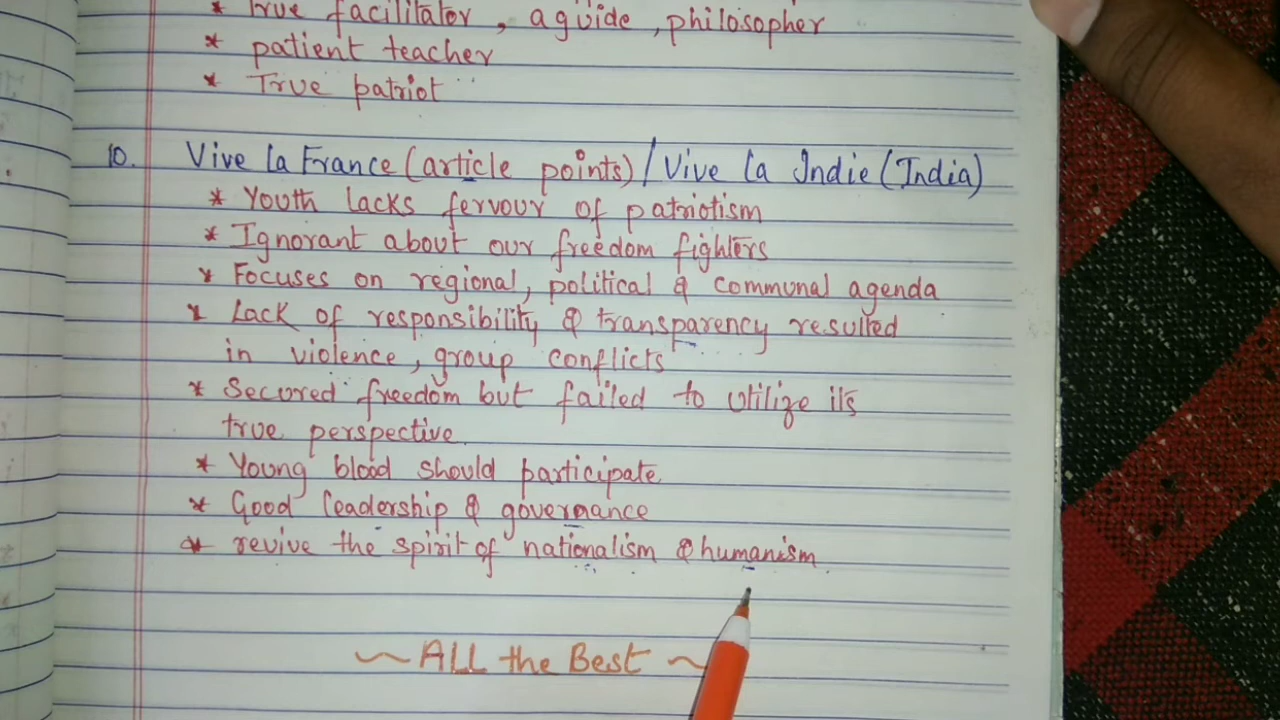 * True facilitator, a guide, philosopher
* patient teacher
* True patriot
10. Vive la France (article points) / Vive la Indie (India)
* Youth lacks fervour of patriotism
* Ignorant about our freedom fighters
* Focuses on regional, political & communal agenda
* Lack of responsibility & transparency resulted
in violence, group conflicts
* Secured freedom but failed to utilize its
true perspective.
* Young blood should participate
* Good leadership & governance
* revive the spirit of nationalism & humanism
~ ALL the Best ~